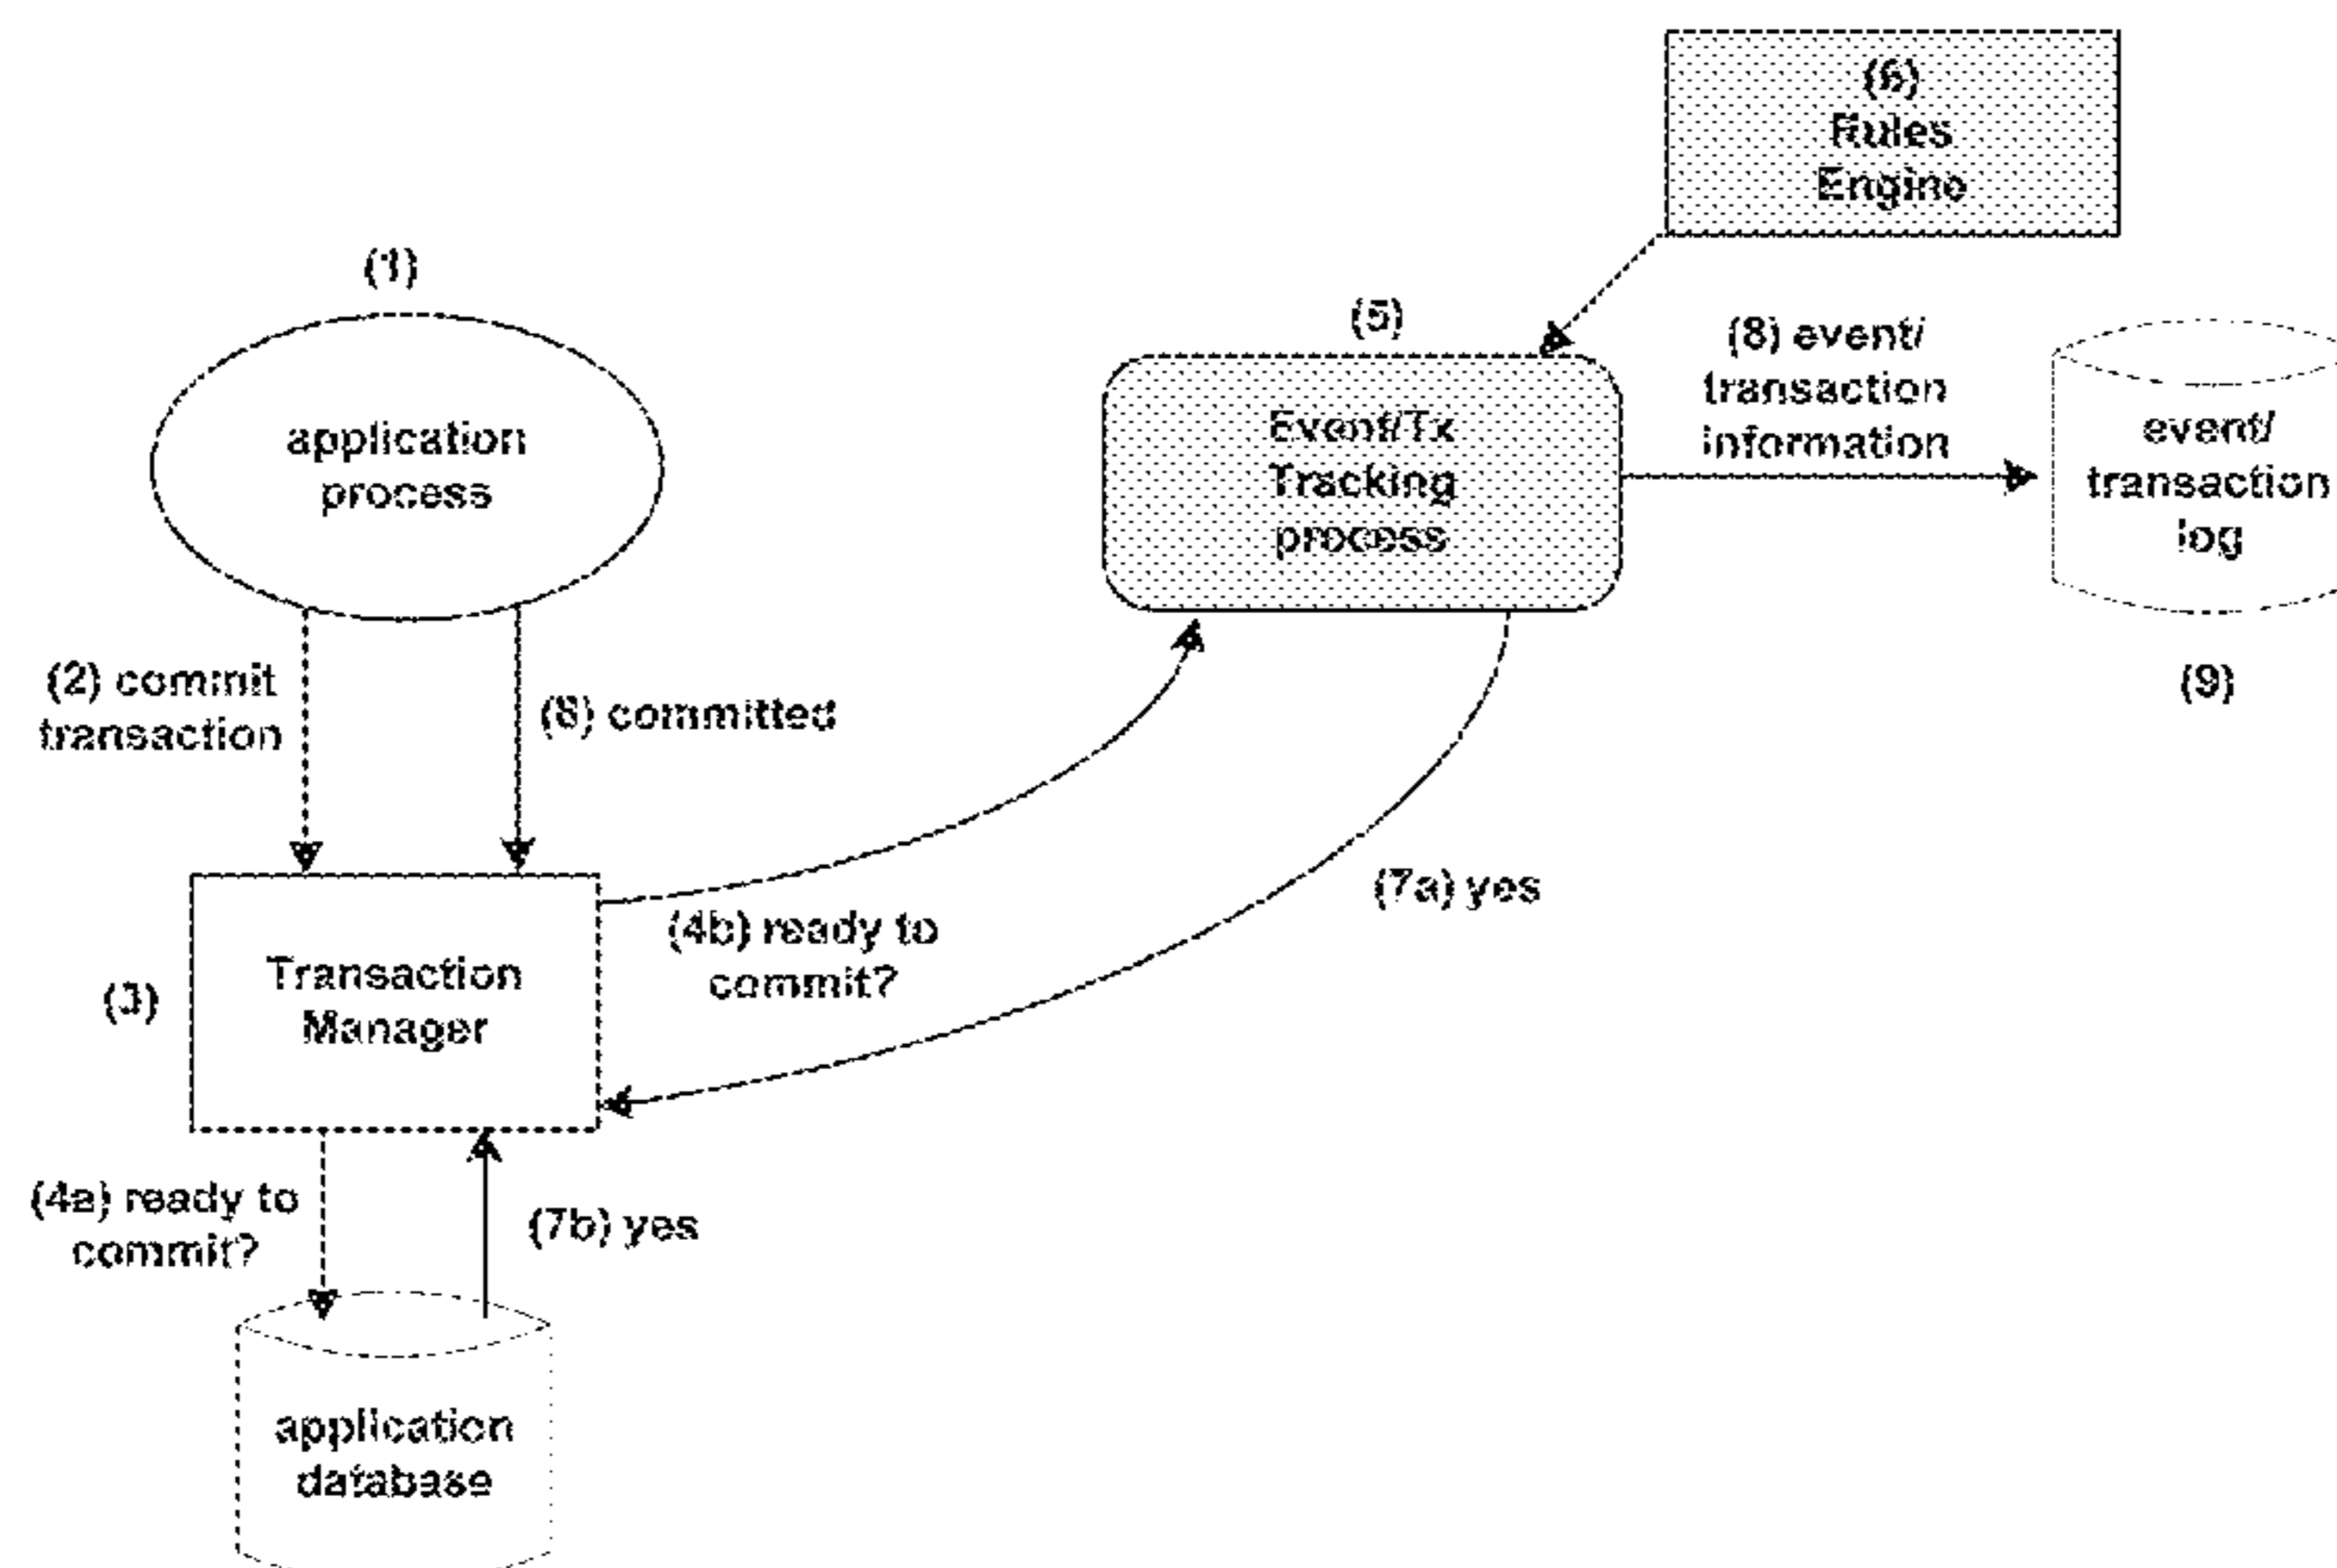 (6)
Rules
Engine
(1)
(5)
(8) event/
transaction
information
application
process
Event/Tx
Tracking
process
event/
transaction
log
(2) commit
transaction
(8) committed
(9)
(7a) yes
(4b) ready to
commit?
(3)
Transaction
Manager
(4a) ready to
commit?
(7b) yes
application
database